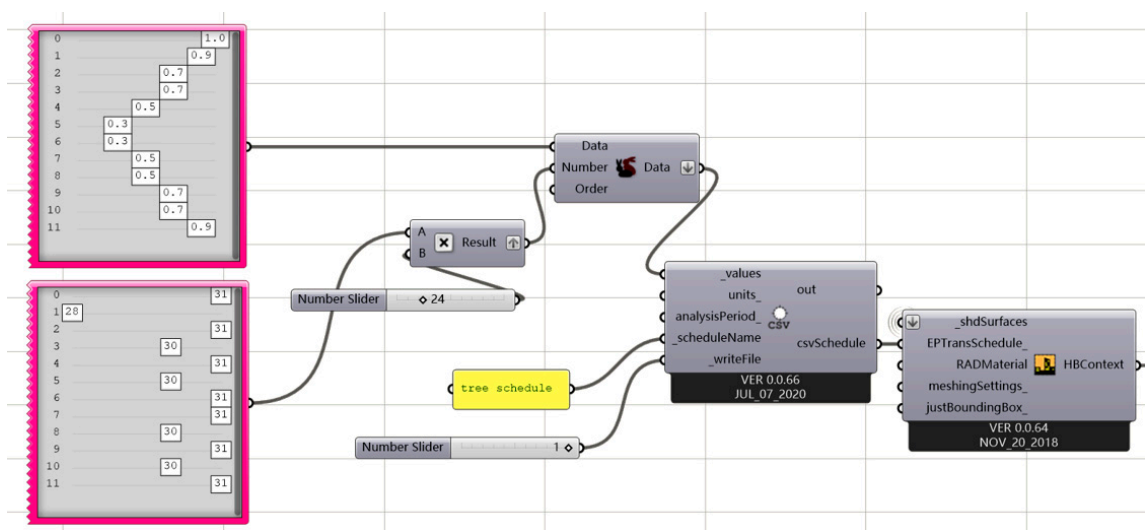 0 1.0
1 0.9
2 0.7
3 0.7
4 0.5
5 0.3
6 0.3
7 0.5
8 0.5
9 0.7
10 0.7
11 0.9
0 31
1 28
2 31
3 30
4 31
5 30
6 31
7 31
8 30
9 31
10 30
11 31
A
B
Result
Number Slider 24
Data
Number
Order
Data
tree schedule
Number Slider 1
_values
units_
analysisPeriod_
_scheduleName
_writeFile
CSV
out
csvSchedule
VER 0.0.66
JUL_07_2020
_shdSurfaces
EPTransSchedule_
RADMaterial
meshingSettings_
justBoundingBox_
HBContext
VER 0.0.64
NOV_20_2018